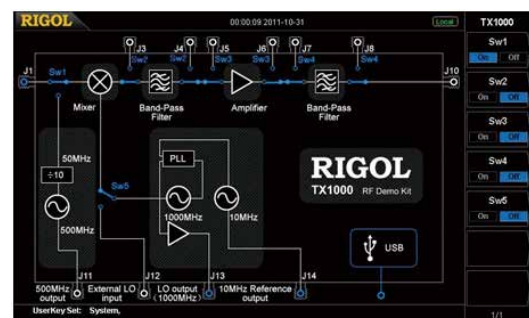 RIGOL
00:00:09 2011-10-31
Local
TX1000
J3
J4
J5
J6
J7
J8
Sw2
Sw2
Sw3
Sw3
Sw4
Sw4
J1
Sw1
J10
Mixer
Band-Pass
Filter
Amplifier
Band-Pass
Filter
50MHz
÷10
500MHz
Sw5
PLL
1000MHz
10MHz
RIGOL
TX1000 RF Demo Kit
USB
J11
J12
J13
J14
500MHz
output
External LO
input
LO output
(1000MHz)
10MHz Reference
output
UserKey Set: System,
Sw1
On Off
Sw2
On Off
Sw3
On Off
Sw4
On Off
Sw5
On Off
1/1